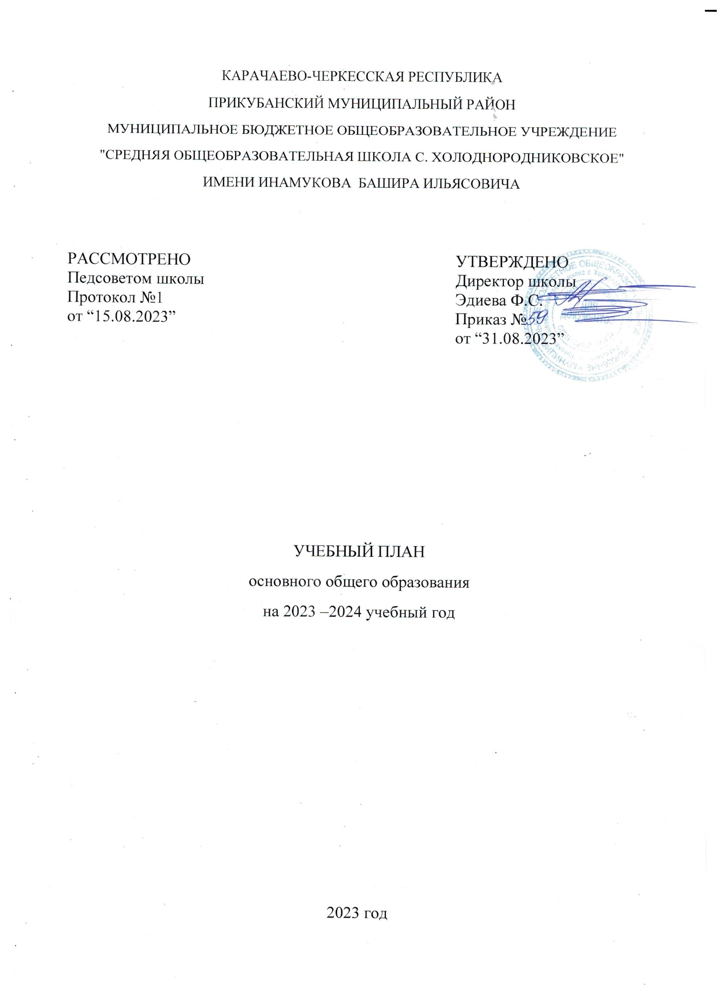 КАРАЧАЕВО-ЧЕРКЕССКАЯ РЕСПУБЛИКА
ПРИКУБАНСКИЙ МУНИЦИПАЛЬНЫЙ РАЙОН
МУНИЦИПАЛЬНОЕ БЮДЖЕТНОЕ ОБЩЕОБРАЗОВАТЕЛЬНОЕ УЧРЕЖДЕНИЕ
"СРЕДНЯЯ ОБЩЕОБРАЗОВАТЕЛЬНАЯ ШКОЛА С. ХОЛОДНОРОДНИКОВСКОЕ"
ИМЕНИ ИНАМУКОВА БАШИРА ИЛЬЯСОВИЧА
РАССМОТРЕНО
Педсоветом школы
Протокол №1
от “15.08.2023”
УТВЕРЖДЕНО
Директор школы
Эдиева Ф.С.
Приказ №59
от “31.08.2023”
УЧЕБНЫЙ ПЛАН
основного общего образования
на 2023 –2024 учебный год
2023 год